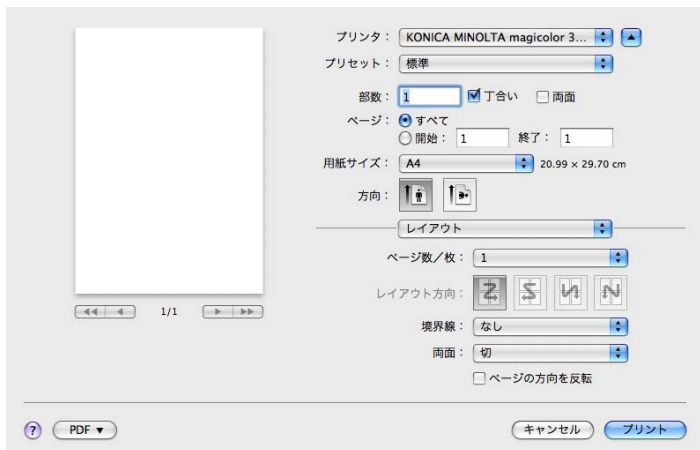 プリンタ： KONICA MINOLTA magicolor 3...
プリセット： 標準
部数： 1 丁合い 両面
ページ： すべて
開始： 1 終了： 1
用紙サイズ： A4 20.99 × 29.70 cm
方向：
レイアウト
ページ数／枚： 1
レイアウト方向：
境界線： なし
両面： 切
ページの方向を反転
1/1
? PDF ▼ キャンセル プリント